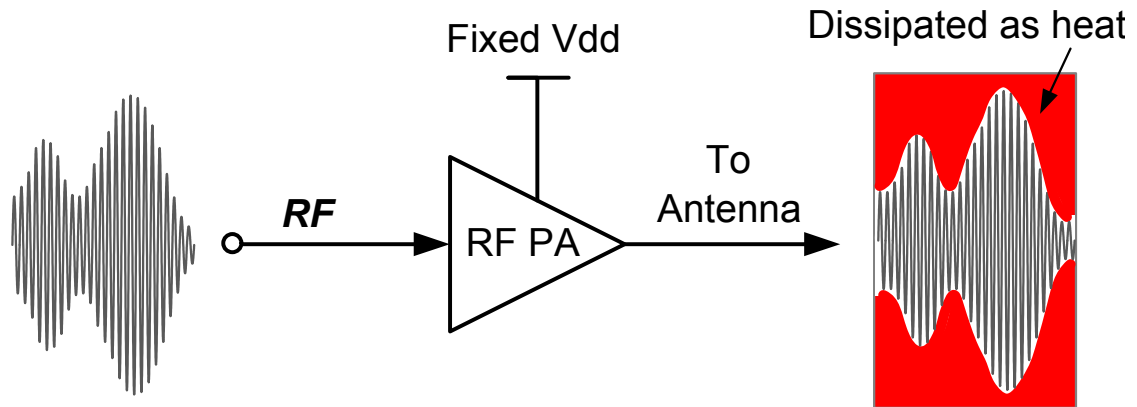 Fixed Vdd
Dissipated as heat
RF
RF PA
To
Antenna